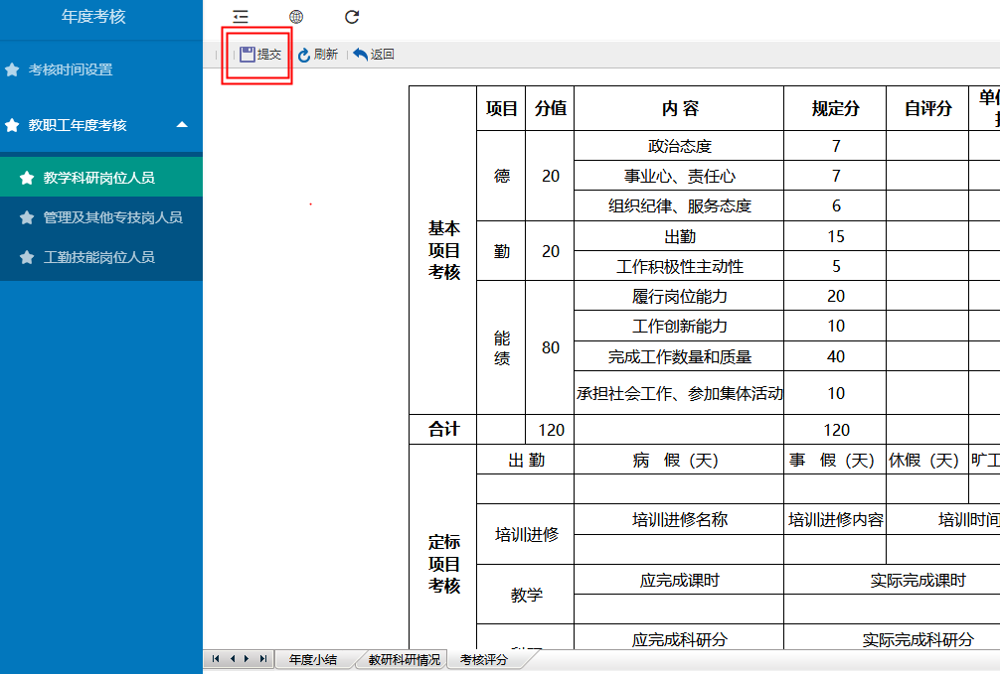 年度考核
考核时间设置
教职工年度考核
教学科研岗位人员
管理及其他专技岗人员
工勤技能岗位人员
提交 刷新 返回
项目 分值 内 容 规定分 自评分
基本
项目
考核
德 20 政治态度 7
事业心、责任心 7
组织纪律、服务态度 6
勤 20 出勤 15
工作积极性主动性 5
能
绩
80 履行岗位能力 20
工作创新能力 10
完成工作数量和质量 40
承担社会工作、参加集体活动 10
合计 120 120
定标
项目
考核
出 勤 病 假（天） 事 假（天） 休假（天） 旷工
培训进修 培训进修名称 培训进修内容 培训时间
教学 应完成课时 实际完成课时
应完成科研分 实际完成科研分
年度小结 教研科研情况 考核评分